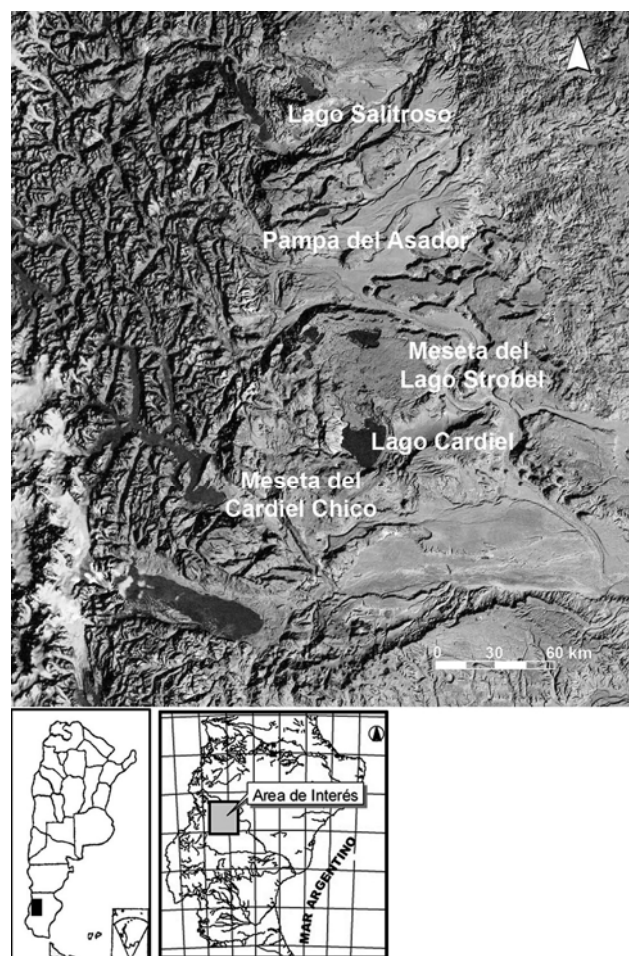 Lago Salitroso
Pampa del Asador
Meseta del
Lago Strobel
Lago Cardiel
Meseta del
Cardiel Chico
0 30 60 km
Area de Interés
MAR ARGENTINO